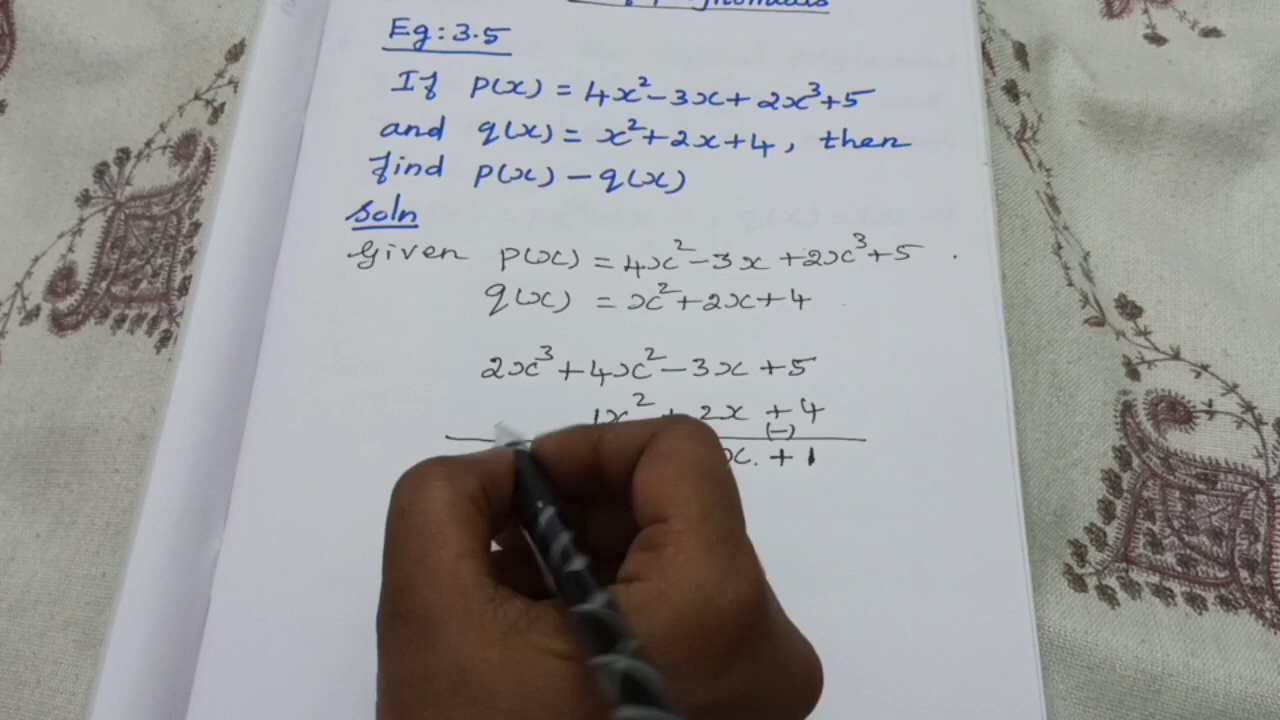 Eg: 3.5
If p(x) = 4x² - 3x + 2x³ + 5
and q(x) = x² + 2x + 4, then
find p(x) - q(x)
Soln
Given p(x) = 4x² - 3x + 2x³ + 5.
q(x) = x² + 2x + 4
2x³ + 4x² - 3x + 5
x² + 2x + 4
(-)
x + 1